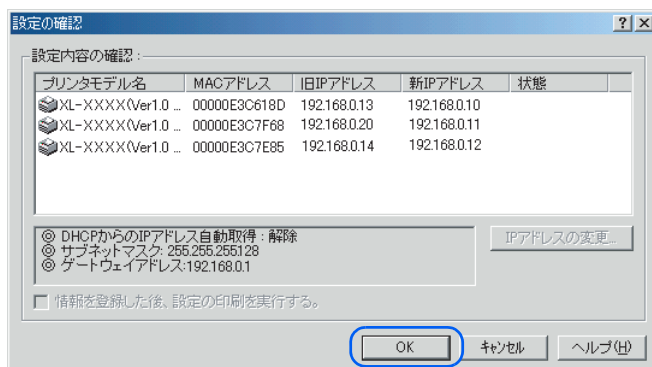 設定の確認
設定内容の確認:
プリンタモデル名 MACアドレス 旧IPアドレス 新IPアドレス 状態
XL-XXXX(Ver1.0 ... 00000E3C618D 192.168.0.13 192.168.0.10
XL-XXXX(Ver1.0 ... 00000E3C7F68 192.168.0.20 192.168.0.11
XL-XXXX(Ver1.0 ... 00000E3C7E85 192.168.0.14 192.168.0.12
◎ DHCPからのIPアドレス自動取得:解除
◎ サブネットマスク:255.255.255.128
◎ ゲートウェイアドレス:192.168.0.1
IPアドレスの変更...
情報を登録した後、設定の印刷を実行する。
OK キャンセル ヘルプ(H)